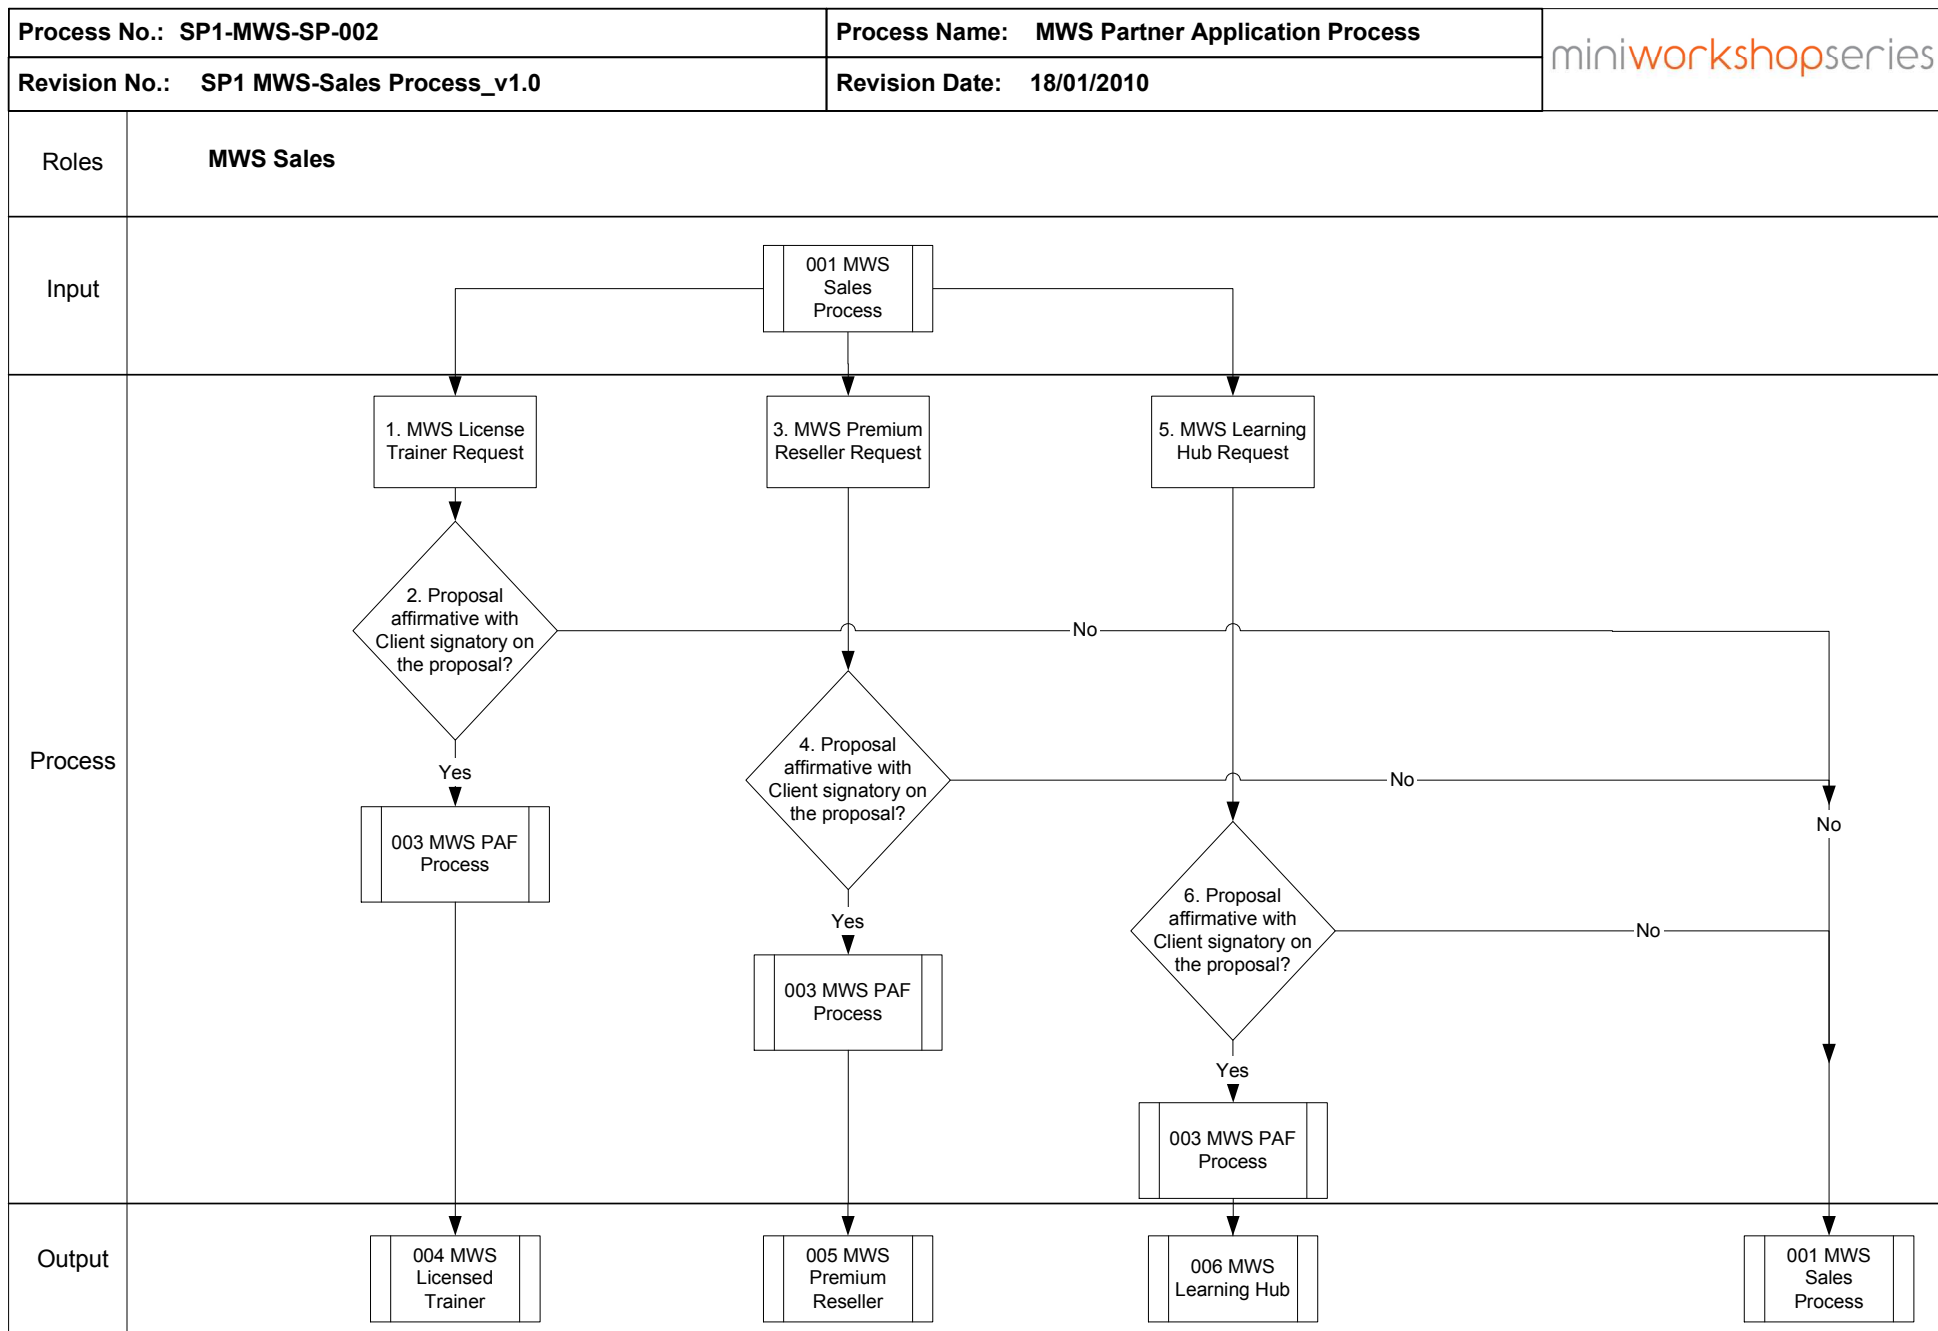 Process No.: SP1-MWS-SP-002
Process Name: MWS Partner Application Process
miniworkshopseries
Revision No.: SP1 MWS-Sales Process_v1.0
Revision Date: 18/01/2010
Roles
MWS Sales
Input
001 MWS
Sales
Process
Process
1. MWS License
Trainer Request
3. MWS Premium
Reseller Request
5. MWS Learning
Hub Request
2. Proposal
affirmative with
Client signatory on
the proposal?
No
4. Proposal
affirmative with
Client signatory on
the proposal?
No
No
Yes
003 MWS PAF
Process
6. Proposal
affirmative with
Client signatory on
the proposal?
No
Yes
003 MWS PAF
Process
Yes
003 MWS PAF
Process
Output
004 MWS
Licensed
Trainer
005 MWS
Premium
Reseller
006 MWS
Learning Hub
001 MWS
Sales
Process